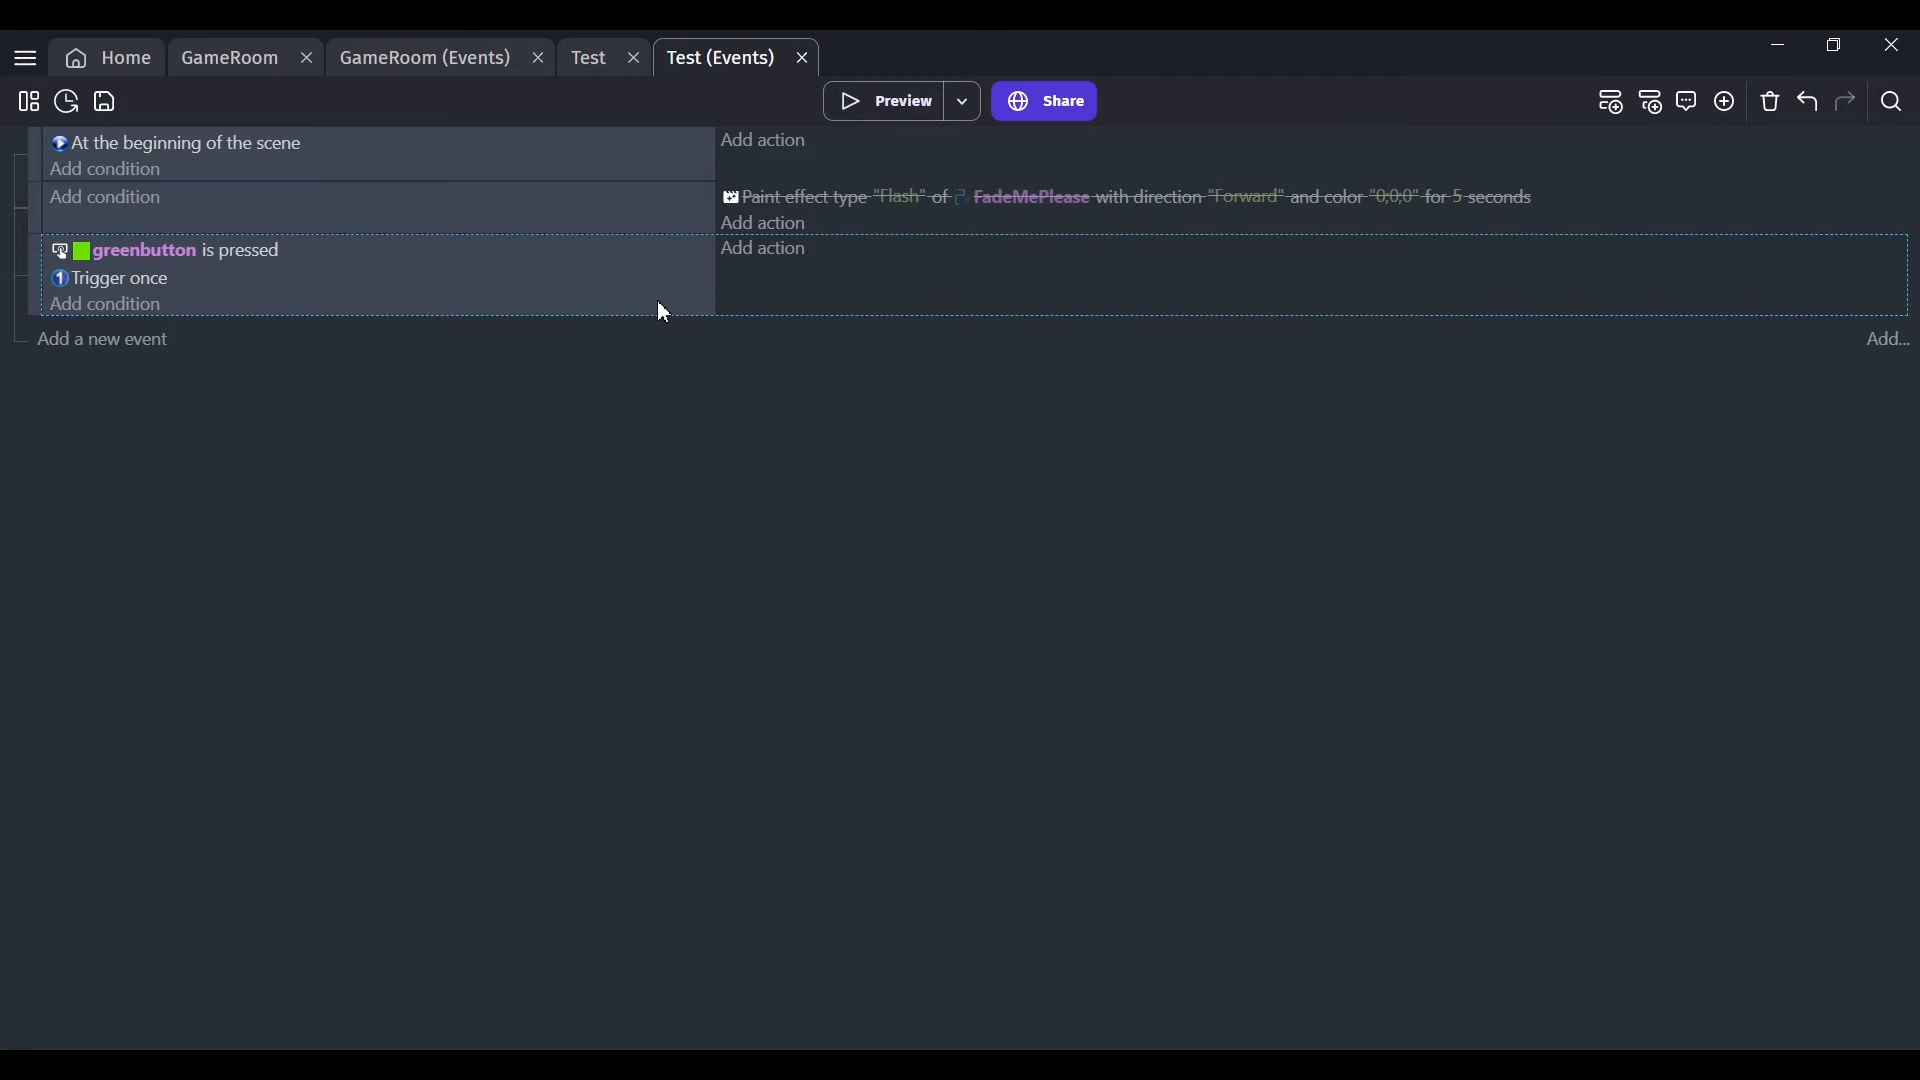 Home GameRoom GameRoom (Events) Test Test (Events)
Preview Share
At the beginning of the scene Add action
Add condition
Add condition Paint effect type "Flash" of FadeMePlease with direction "Forward" and color "0;0;0" for 5 seconds
Add action
greenbutton is pressed Add action
1 Trigger once
Add condition
Add a new event Add...